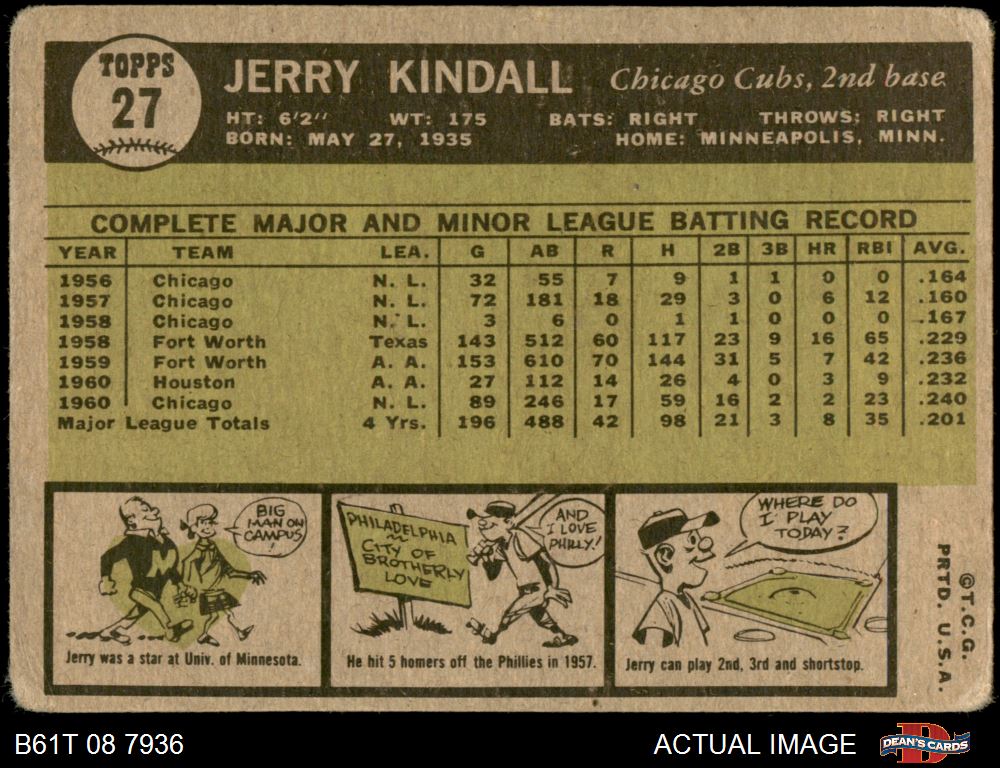 TOPPS
27
JERRY KINDALL Chicago Cubs, 2nd base
HT: 6'2" WT: 175 BATS: RIGHT THROWS: RIGHT
BORN: MAY 27, 1935 HOME: MINNEAPOLIS, MINN.
COMPLETE MAJOR AND MINOR LEAGUE BATTING RECORD
YEAR TEAM LEA. G AB R H 2B 3B HR RBI AVG.
1956 Chicago N. L. 32 55 7 9 1 1 0 0 .164
1957 Chicago N. L. 72 181 18 29 3 0 6 12 .160
1958 Chicago N. L. 3 6 0 1 1 0 0 0 .167
1958 Fort Worth Texas 143 512 60 117 23 9 16 65 .229
1959 Fort Worth A. A. 153 610 70 144 31 5 7 42 .236
1960 Houston A. A. 27 112 14 26 4 0 3 9 .232
1960 Chicago N. L. 89 246 17 59 16 2 2 23 .240
Major League Totals 4 Yrs. 196 488 42 98 21 3 8 35 .201
BIG
MAN ON
CAMPUS
!
M
Jerry was a star at Univ. of Minnesota.
PHILADELPHIA
~
CITY OF
BROTHERLY
LOVE
AND
I LOVE
PHILLY!
He hit 5 homers off the Phillies in 1957.
WHERE DO
I PLAY
TODAY?
Jerry can play 2nd, 3rd and shortstop.
©T.C.G.
PRTD. U.S.A.
B61T 08 7936 ACTUAL IMAGE
DEAN'S CARDS